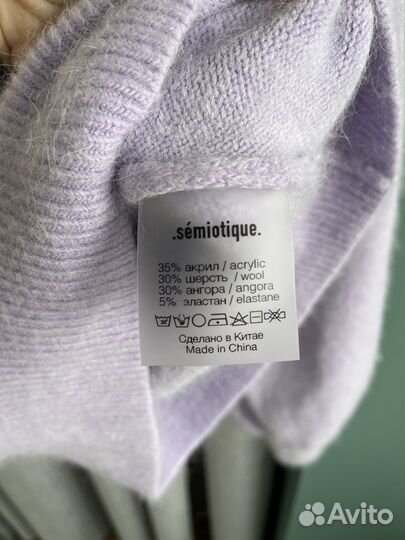 .sémiotique.
35% акрил / acrylic
30% шерсть / wool
30% ангора / angora
5% эластан / elastane
Сделано в Китае
Made in China
Avito